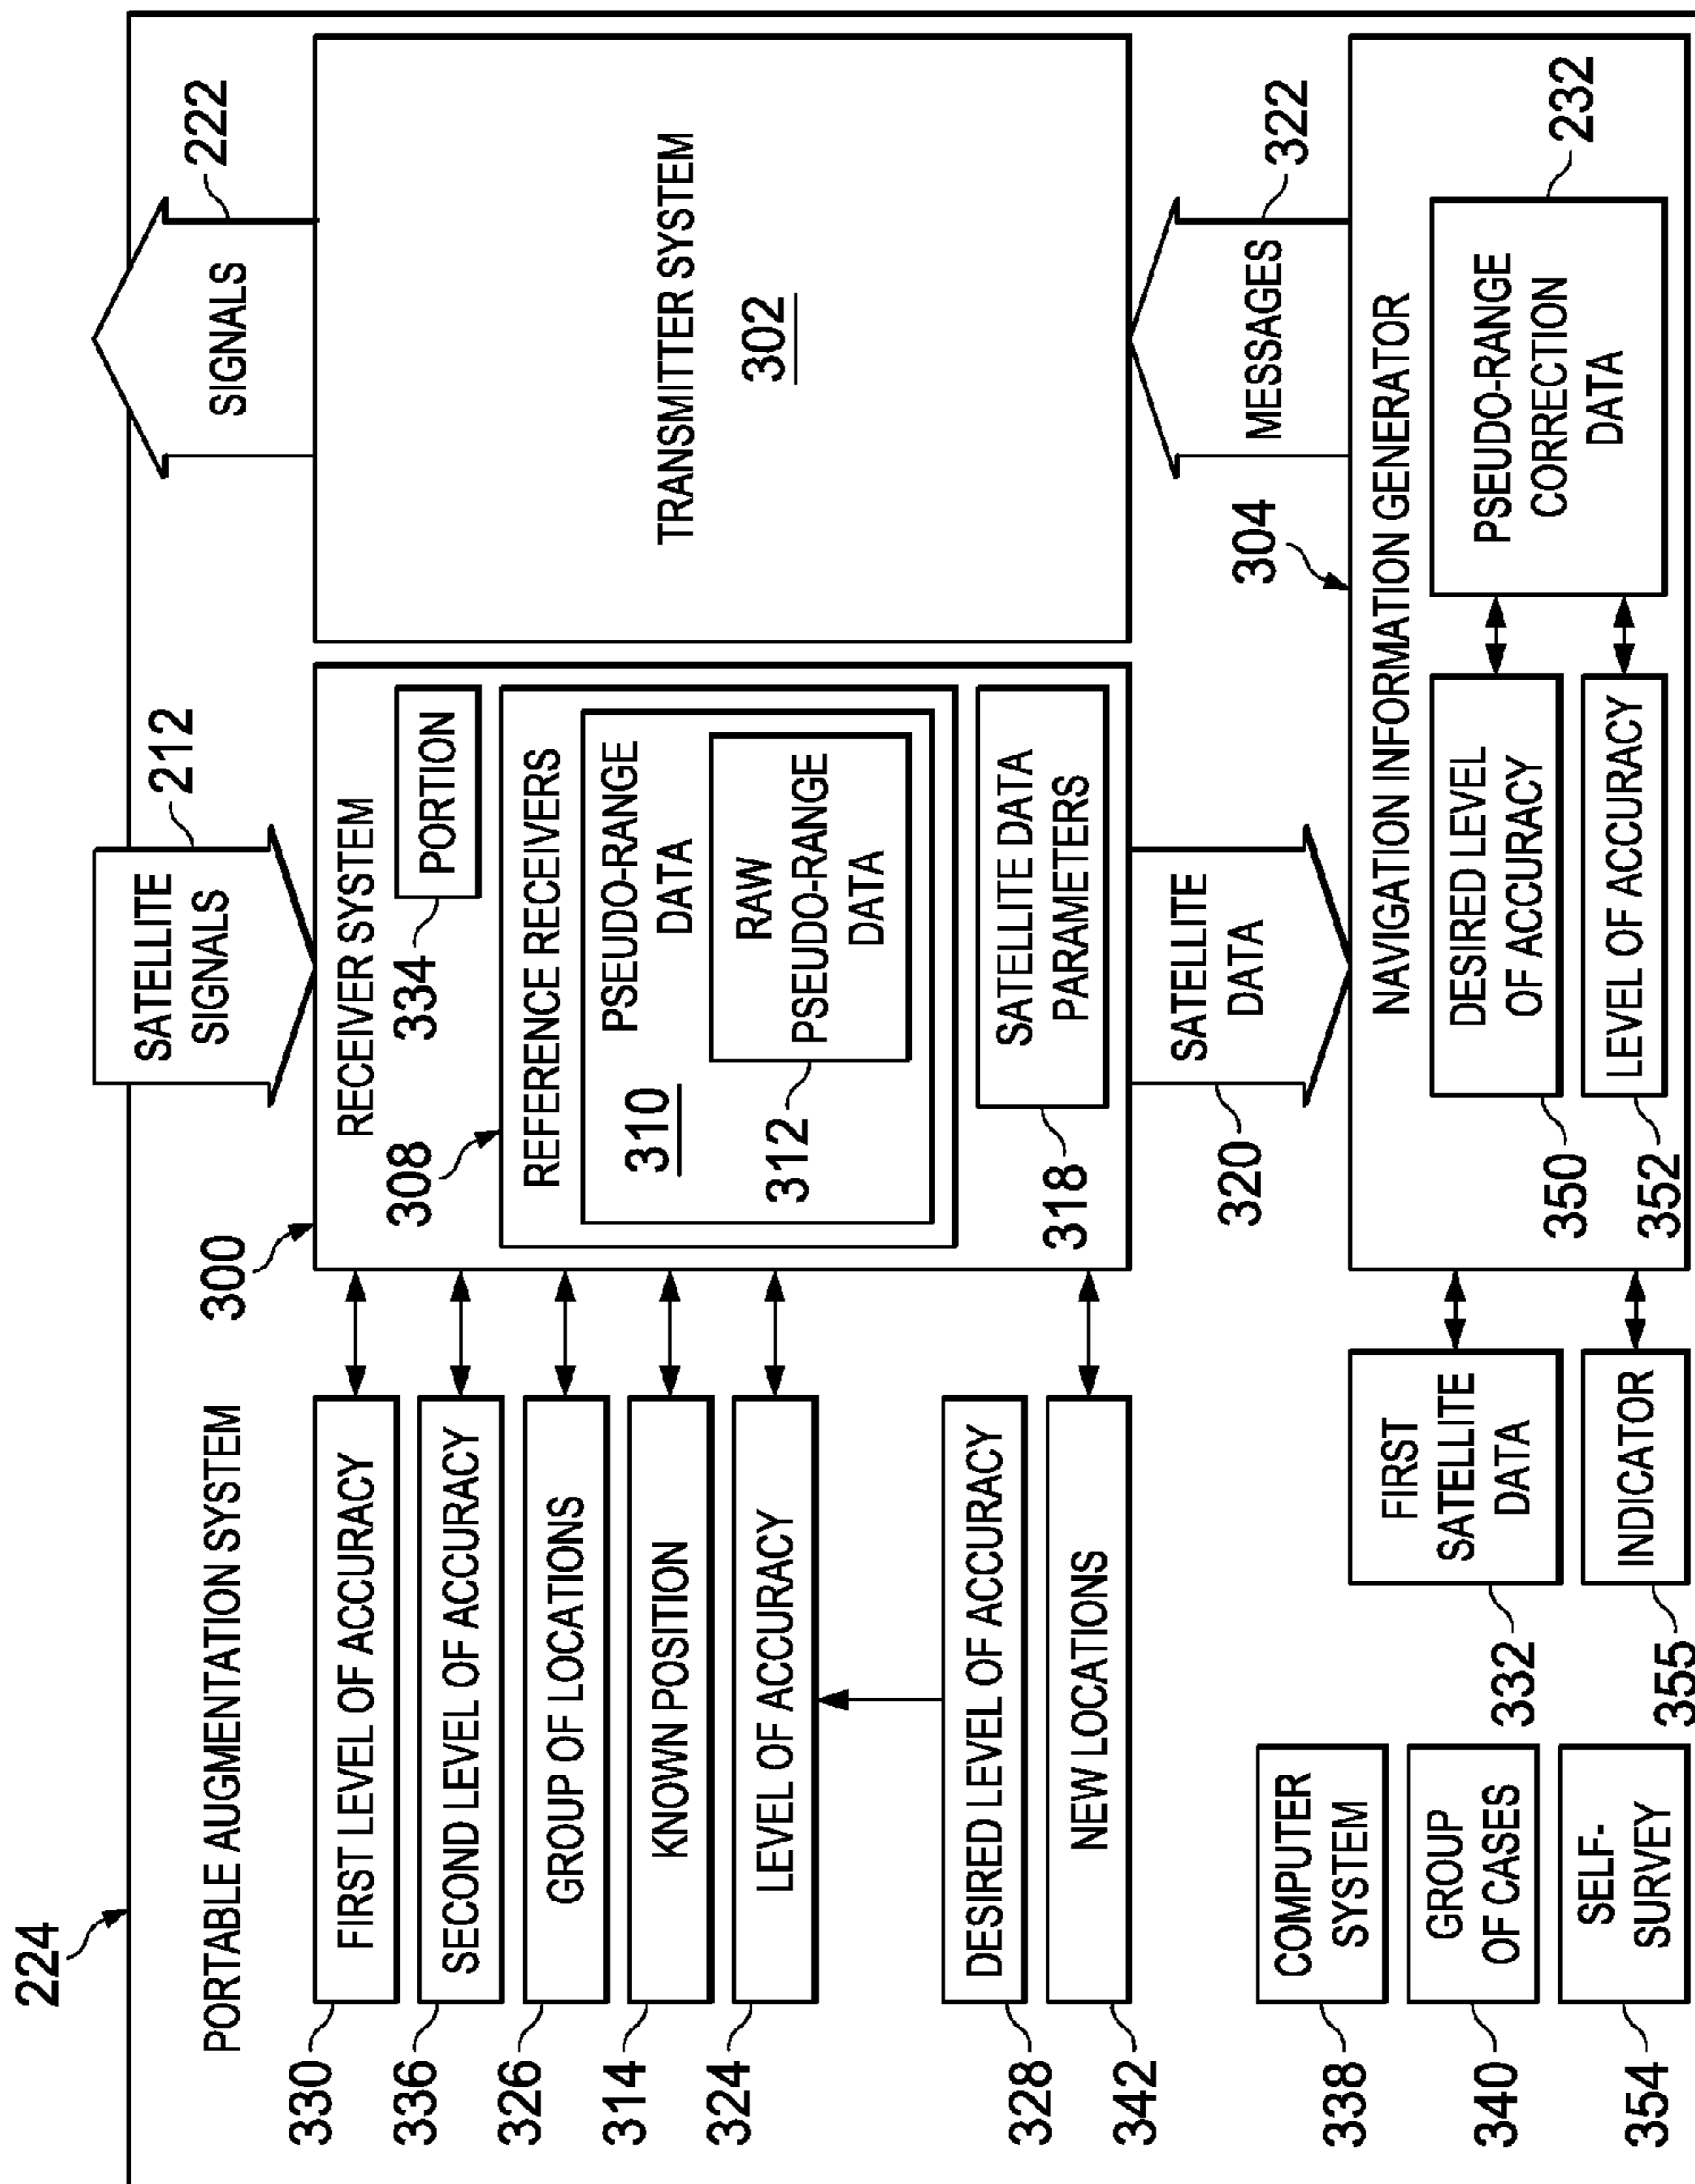 224
PORTABLE AUGMENTATION SYSTEM
330
FIRST LEVEL OF ACCURACY
336
SECOND LEVEL OF ACCURACY
326
GROUP OF LOCATIONS
314
KNOWN POSITION
324
LEVEL OF ACCURACY
328
DESIRED LEVEL OF ACCURACY
342
NEW LOCATIONS
SATELLITE
SIGNALS
212
300
RECEIVER SYSTEM
334
PORTION
308
REFERENCE RECEIVERS
310
PSEUDO-RANGE
DATA
312
RAW
PSEUDO-RANGE
DATA
318
SATELLITE DATA
PARAMETERS
SIGNALS
222
TRANSMITTER SYSTEM
302
320
SATELLITE
DATA
MESSAGES
322
304
NAVIGATION INFORMATION GENERATOR
350
DESIRED LEVEL
OF ACCURACY
352
LEVEL OF ACCURACY
PSEUDO-RANGE
CORRECTION
DATA
232
338
COMPUTER
SYSTEM
340
GROUP
OF CASES
354
SELF-
SURVEY
332
FIRST
SATELLITE
DATA
355
INDICATOR